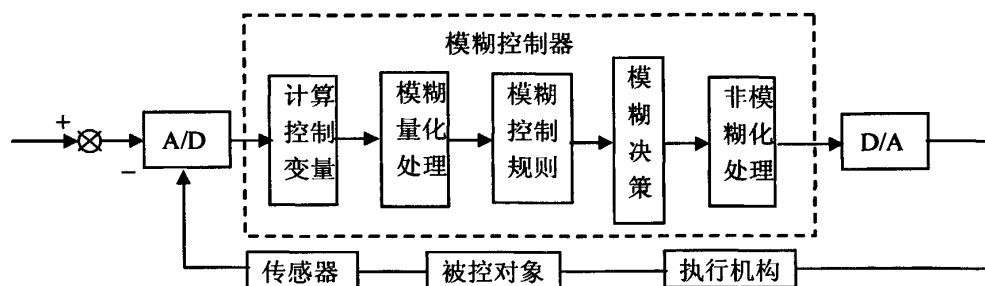 模糊控制器
+
−
A/D
计算
控制
变量
模糊
量化
处理
模糊
控制
规则
模
糊
决
策
非模
糊化
处理
D/A
传感器
被控对象
执行机构